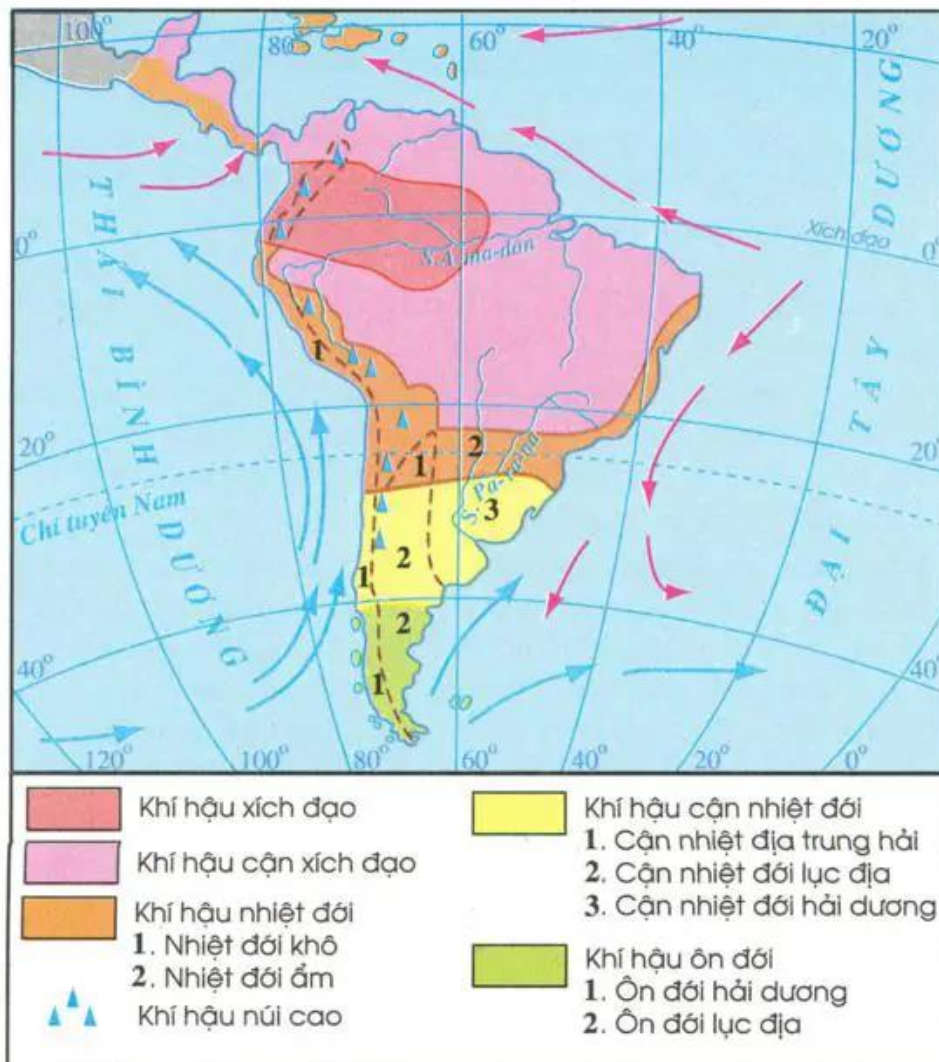 100°
80
60°
40°
20°
THÁI BÌNH DƯƠNG
ĐẠI TÂY DƯƠNG
Xích đạo
0°
0°
S.A-ma-dôn
1
20°
20°
2
1
S. Pa-ra-na
3
Chí tuyến Nam
2
1
2
1
40°
40°
120°
100°
80°
60°
40°
20°
0°
Khí hậu xích đạo
Khí hậu cận xích đạo
Khí hậu nhiệt đới
1. Nhiệt đới khô
2. Nhiệt đới ẩm
Khí hậu núi cao
Khí hậu cận nhiệt đới
1. Cận nhiệt địa trung hải
2. Cận nhiệt đới lục địa
3. Cận nhiệt đới hải dương
Khí hậu ôn đới
1. Ôn đới hải dương
2. Ôn đới lục địa